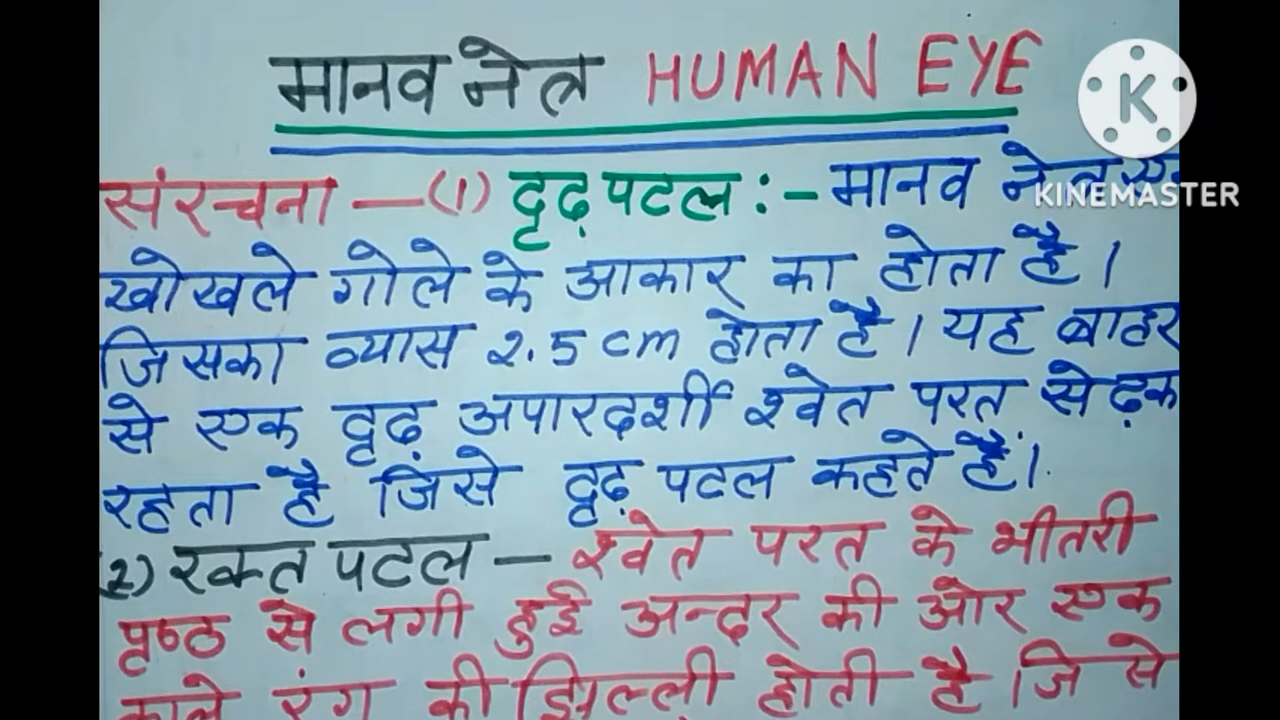 मानव नेत्र HUMAN EYE
K
KINEMASTER
संरचना – (1) दृढ़ पटल :- मानव नेत्र एक
खोखले गोले के आकार का होता है।
जिसका व्यास 2.5 cm होता है। यह बाहर
से एक दृढ़ अपारदर्शी श्वेत परत से ढ़क
रहता है जिसे दृढ़ पटल कहते हैं।
(2) रक्त पटल – श्वेत परत के भीतरी
पृष्ठ से लगी हुई अन्दर की ओर एक
काले रंग की झिल्ली होती है। जिसे